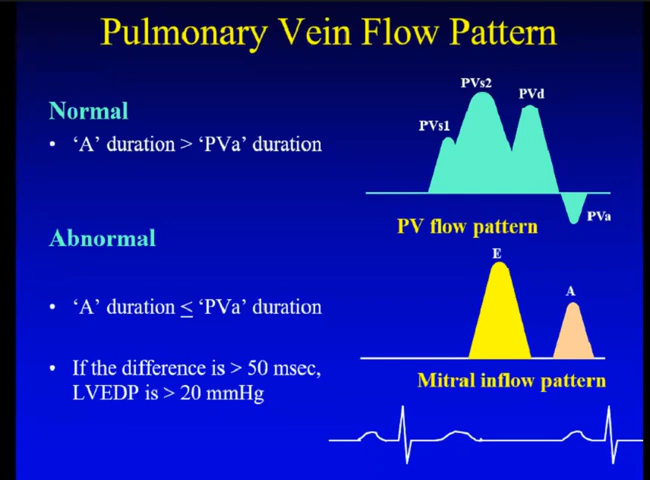 Pulmonary Vein Flow Pattern
Normal
• ‘A’ duration > ‘PVa’ duration
Abnormal
• ‘A’ duration ≤ ‘PVa’ duration
• If the difference is > 50 msec,
LVEDP is > 20 mmHg
PVs1
PVs2
PVd
PVa
PV flow pattern
E
A
Mitral inflow pattern